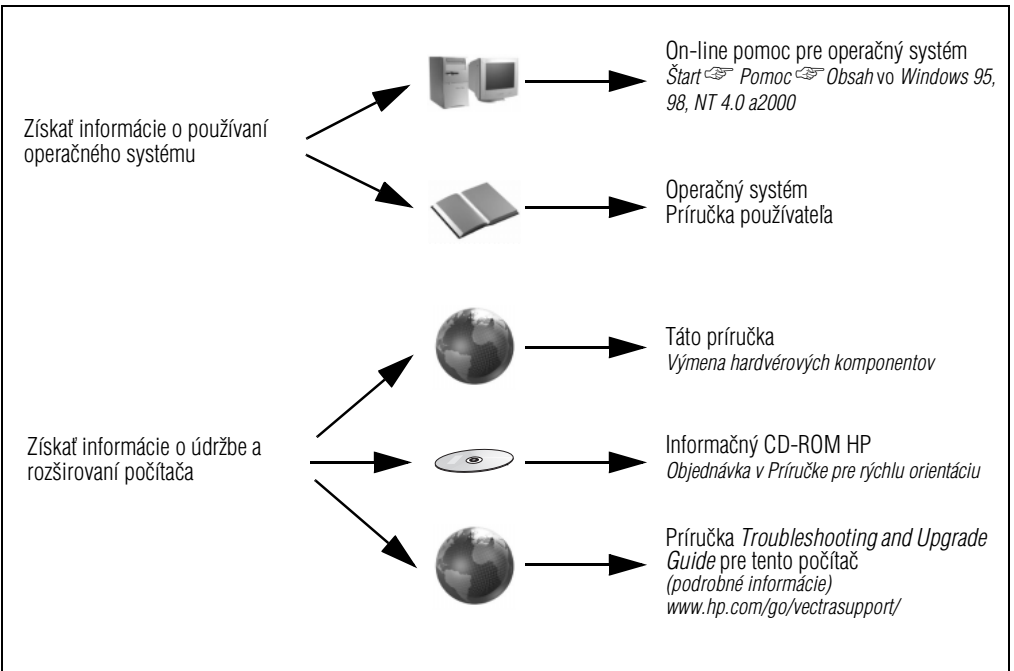 On-line pomoc pre operačný systém
Štart ☞ Pomoc ☞ Obsah vo Windows 95,
98, NT 4.0 a2000
Získať informácie o používaní
operačného systému
Operačný systém
Príručka používateľa
Táto príručka
Výmena hardvérových komponentov
Získať informácie o údržbe a
rozširovaní počítača
Informačný CD-ROM HP
Objednávka v Príručke pre rýchlu orientáciu
Príručka Troubleshooting and Upgrade
Guide pre tento počítač
(podrobné informácie)
www.hp.com/go/vectrasupport/